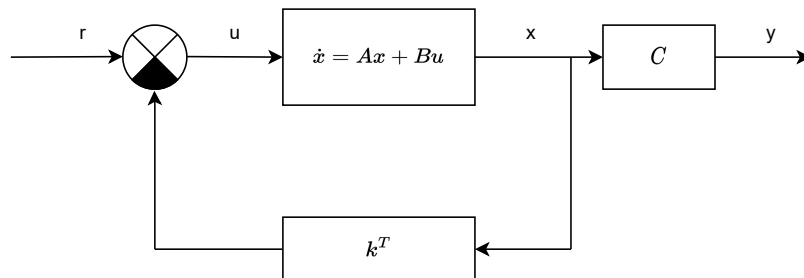 r
u
ẋ = Ax + Bu
x
C
y
k^T